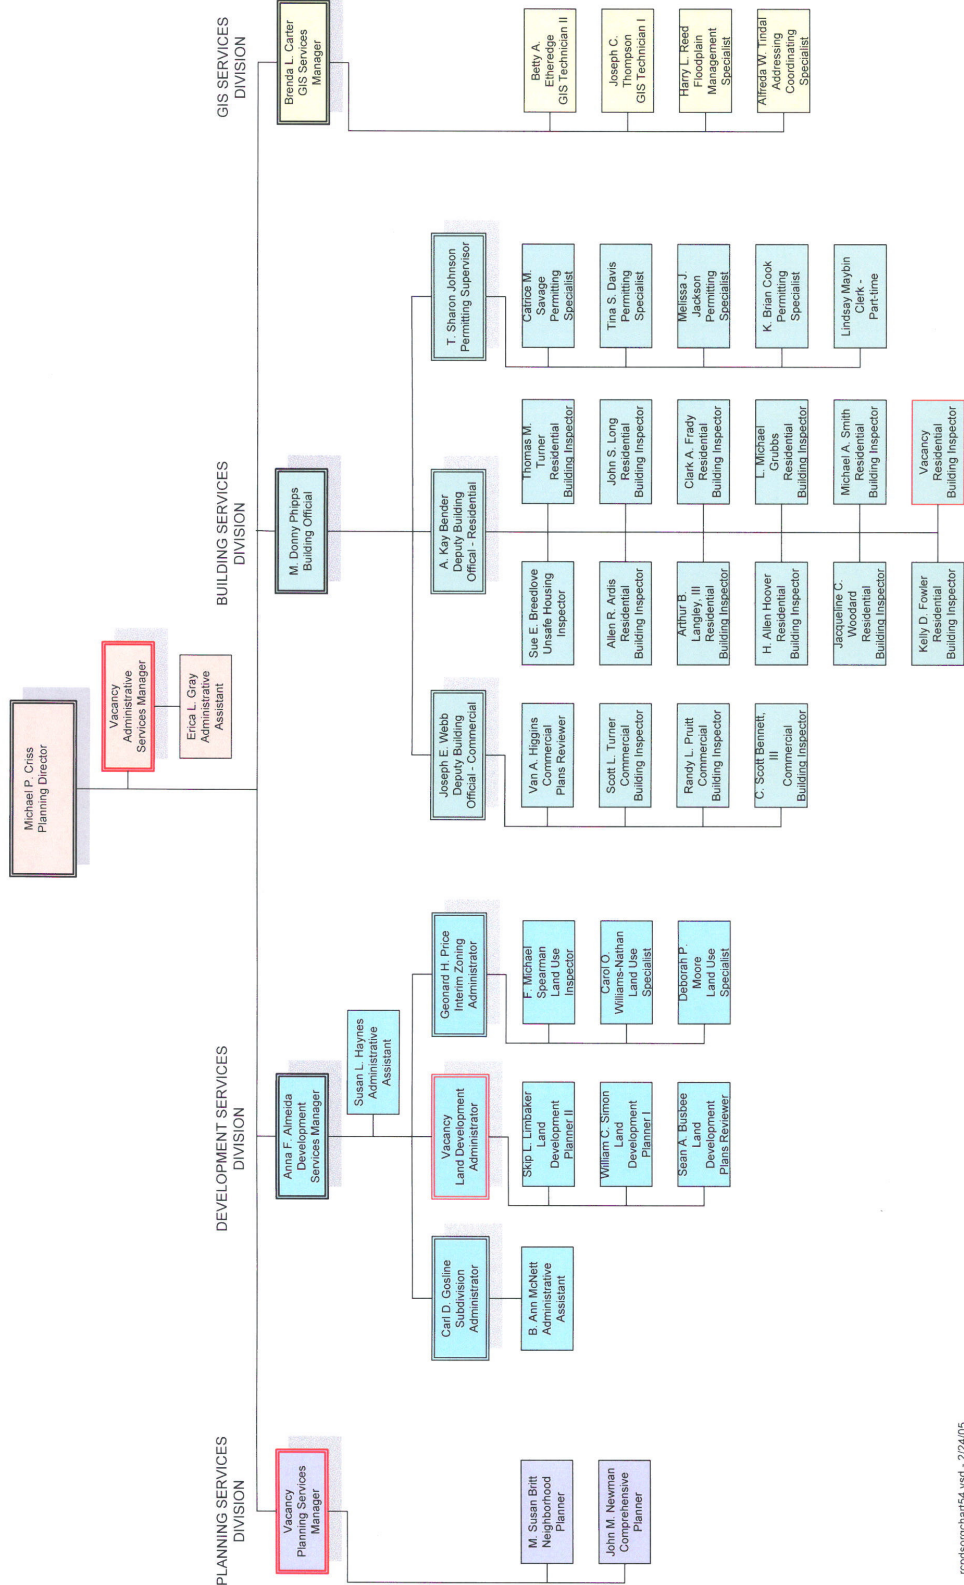 Michael P. Criss
Planning Director
Vacancy
Administrative
Services Manager
Erica L. Gray
Administrative
Assistant
PLANNING SERVICES
DIVISION
Vacancy
Planning Services
Manager
M. Susan Britt
Neighborhood
Planner
John M. Newman
Comprehensive
Planner
DEVELOPMENT SERVICES
DIVISION
Anna F. Almeida
Development
Services Manager
Susan L. Haynes
Administrative
Assistant
Carl D. Gosline
Subdivision
Administrator
B. Ann McNett
Administrative
Assistant
Vacancy
Land Development
Administrator
Skip L. Limbaker
Land
Development
Planner II
William C. Simon
Land
Development
Planner I
Sean A. Busbee
Land
Development
Plans Reviewer
Geonard H. Price
Interim Zoning
Administrator
F. Michael
Spearman
Land Use
Inspector
Carol O.
Williams-Nathan
Land Use
Specialist
Deborah P.
Moore
Land Use
Specialist
BUILDING SERVICES
DIVISION
M. Donny Phipps
Building Official
Joseph E. Webb
Deputy Building
Official - Commercial
Van A. Higgins
Commercial
Plans Reviewer
Scott L. Turner
Commercial
Building Inspector
Randy L. Pruitt
Commercial
Building Inspector
C. Scott Bennett,
III
Commercial
Building Inspector
A. Kay Bender
Deputy Building
Offical - Residential
Sue E. Breedlove
Unsafe Housing
Inspector
Allen R. Ardis
Residential
Building Inspector
Arthur B.
Langley, III
Residential
Building Inspector
H. Allen Hoover
Residential
Building Inspector
Jacqueline C.
Woodard
Residential
Building Inspector
Kelly D. Fowler
Residential
Building Inspector
Thomas M.
Turner
Residential
Building Inspector
John S. Long
Residential
Building Inspector
Clark A. Frady
Residential
Building Inspector
L. Michael
Grubbs
Residential
Building Inspector
Michael A. Smith
Residential
Building Inspector
Vacancy
Residential
Building Inspector
T. Sharon Johnson
Permitting Supervisor
Catrice M.
Savage
Permitting
Specialist
Tina S. Davis
Permitting
Specialist
Melissa J.
Jackson
Permitting
Specialist
K. Brian Cook
Permitting
Specialist
Lindsay Maybin
Clerk -
Part-time
GIS SERVICES
DIVISION
Brenda L. Carter
GIS Services
Manager
Betty A.
Etheredge
GIS Technician II
Joseph C.
Thompson
GIS Technician I
Harry L. Reed
Floodplain
Management
Specialist
Alfreda W. Tindal
Addressing
Coordinating
Specialist
- 2/24/05